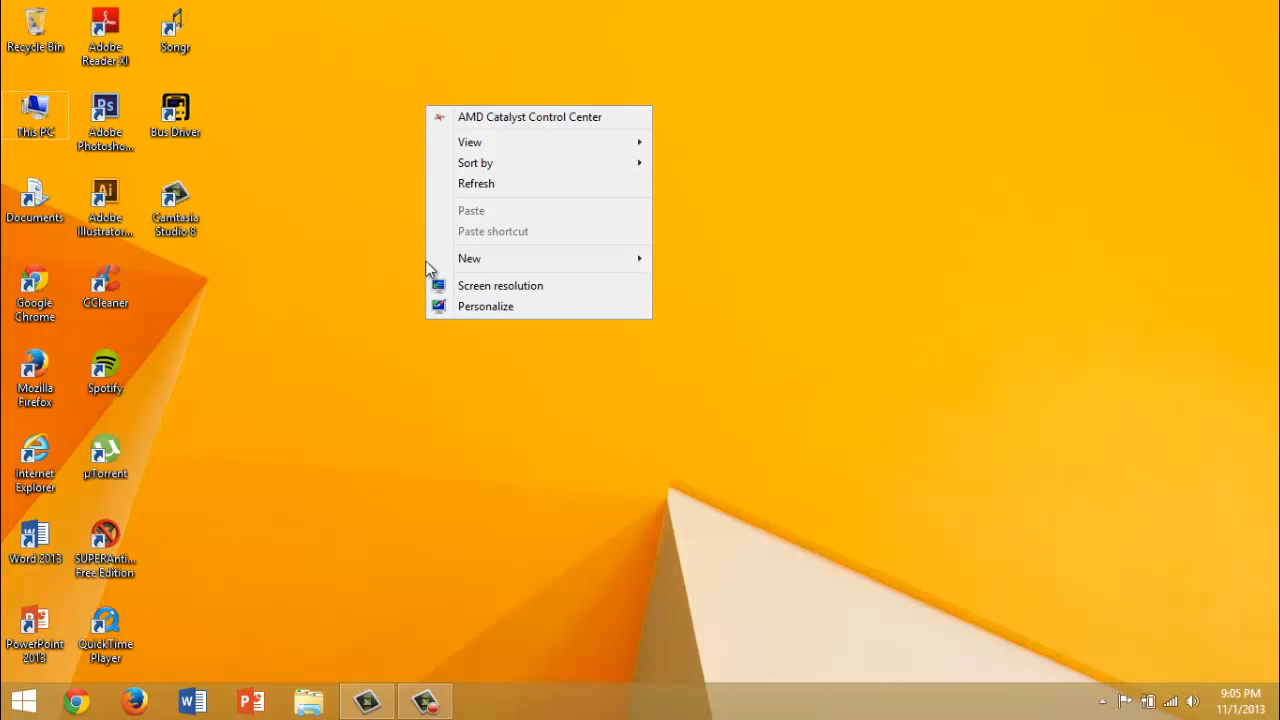 Recycle Bin
Adobe
Reader XI
Songr
This PC
Adobe
Photosho...
Bus Driver
Documents
Adobe
Illustrator...
Camtasia
Studio 8
Google
Chrome
CCleaner
Mozilla
Firefox
Spotify
Internet
Explorer
µTorrent
Word 2013
SUPERAnti...
Free Edition
PowerPoint
2013
QuickTime
Player
AMD Catalyst Control Center
View
Sort by
Refresh
Paste
Paste shortcut
New
Screen resolution
Personalize
9:05 PM
11/1/2013